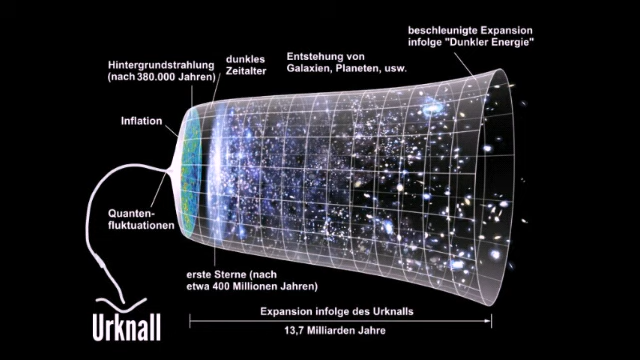 beschleunigte Expansion
infolge "Dunkler Energie"
Hintergrundstrahlung
(nach 380.000 Jahren)
dunkles
Zeitalter
Entstehung von
Galaxien, Planeten, usw.
Inflation
Quanten-
fluktuationen
erste Sterne (nach
etwa 400 Millionen Jahren)
Urknall
Expansion infolge des Urknalls
13,7 Milliarden Jahre